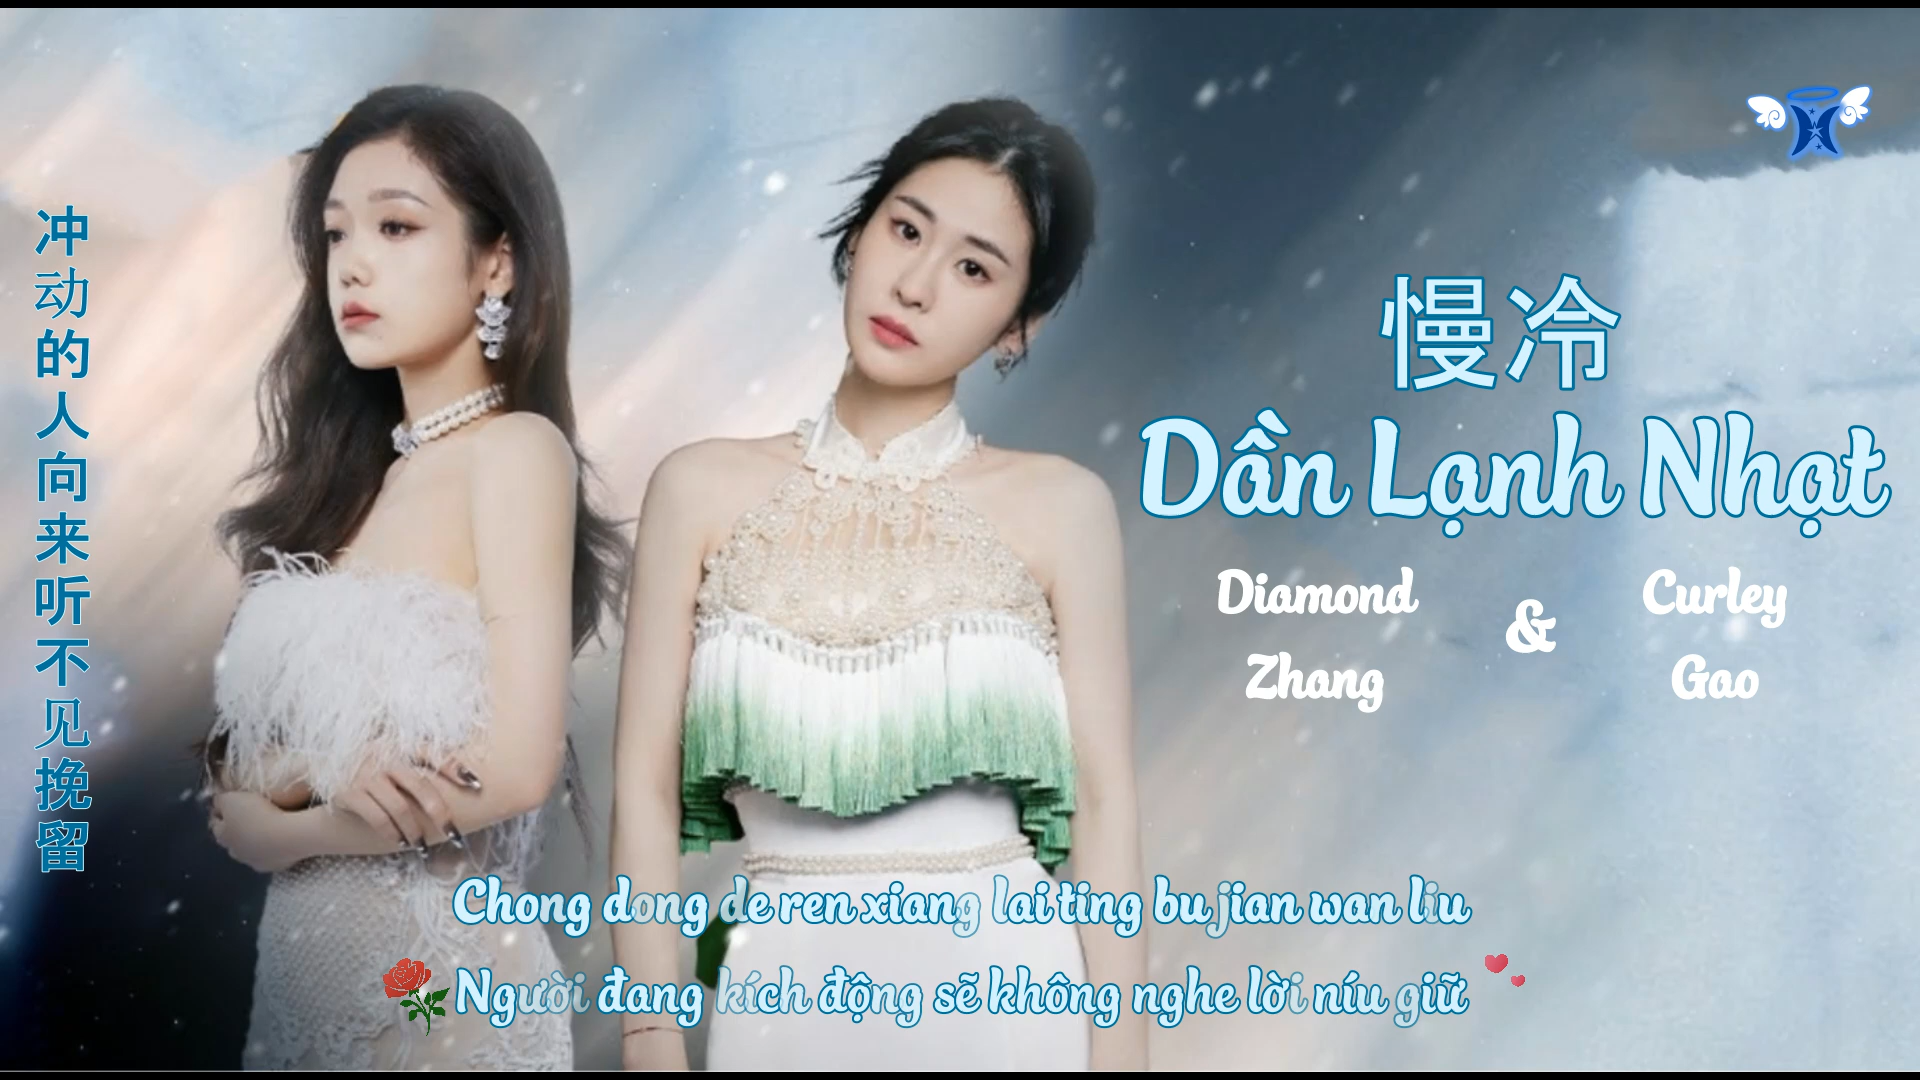 冲动的人向来听不见挽留
慢冷
Dần Lạnh Nhạt
Diamond Zhang
&
Curley Gao
Chong dong de ren xiang lai ting bu jian wan liu
Người đang kích động sẽ không nghe lời níu giữ